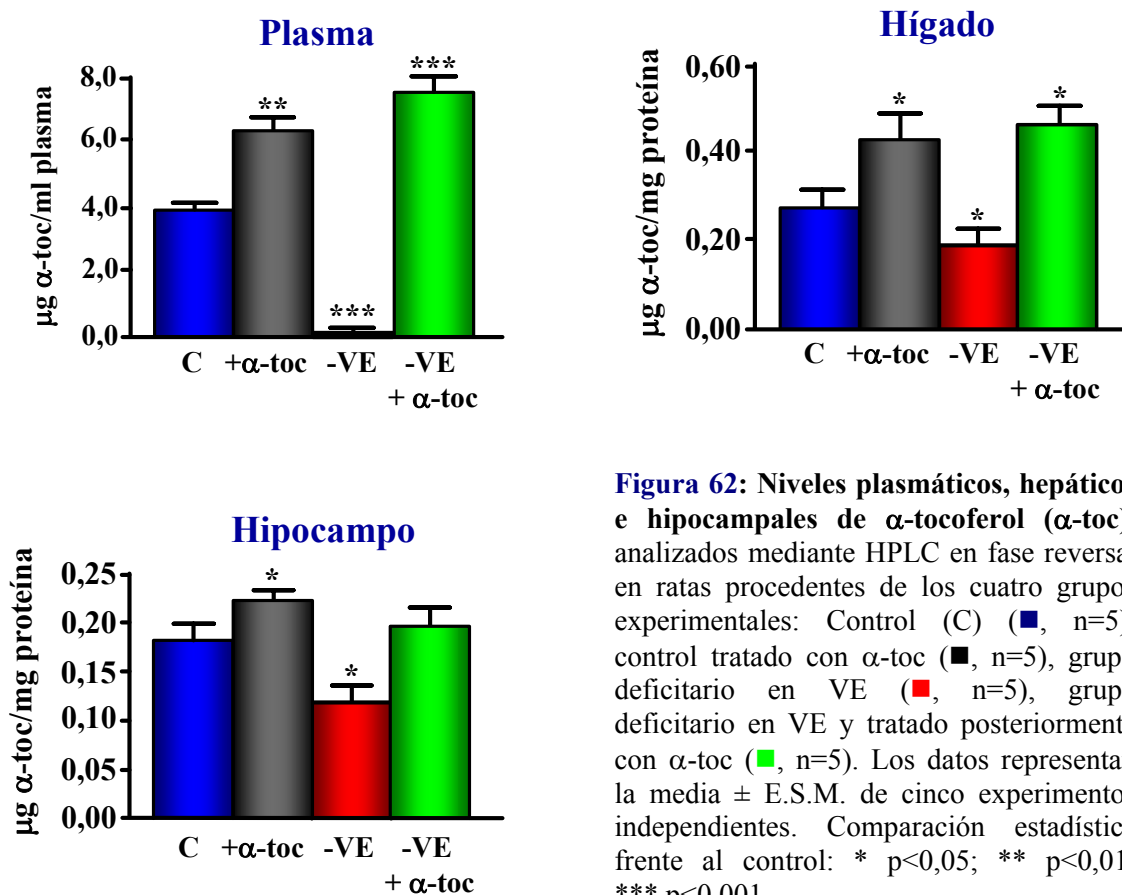 Plasma
µg α-toc/ml plasma
8,0
6,0
4,0
2,0
0,0
**
***
***
C +α-toc -VE -VE
+ α-toc
Hígado
µg α-toc/mg proteína
0,60
0,40
0,20
0,00
*
*
*
C +α-toc -VE -VE
+ α-toc
Hipocampo
µg α-toc/mg proteína
0,25
0,20
0,15
0,10
0,05
0,00
*
*
C +α-toc -VE -VE
+ α-toc
Figura 62: Niveles plasmáticos, hepático
e hipocampales de α-tocoferol (α-toc)
analizados mediante HPLC en fase reversa
en ratas procedentes de los cuatro grupo
experimentales: Control (C) (■, n=5)
control tratado con α-toc (■, n=5), grup
deficitario en VE (■, n=5), grup
deficitario en VE y tratado posteriorment
con α-toc (■, n=5). Los datos representa
la media ± E.S.M. de cinco experimento
independientes. Comparación estadístic
frente al control: * p<0,05; ** p<0,01
*** p<0,001